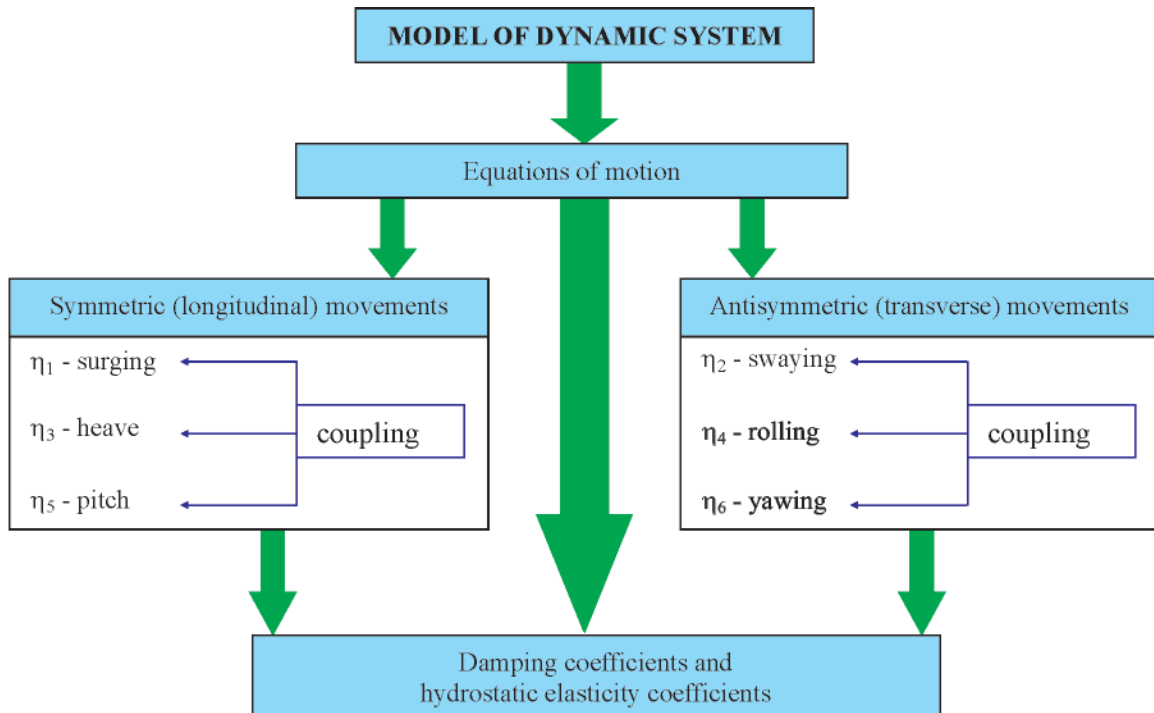 MODEL OF DYNAMIC SYSTEM
Equations of motion
Symmetric (longitudinal) movements
η₁ - surging
η₃ - heave
coupling
η₅ - pitch
Antisymmetric (transverse) movements
η₂ - swaying
η₄ - rolling
coupling
η₆ - yawing
Damping coefficients and
hydrostatic elasticity coefficients